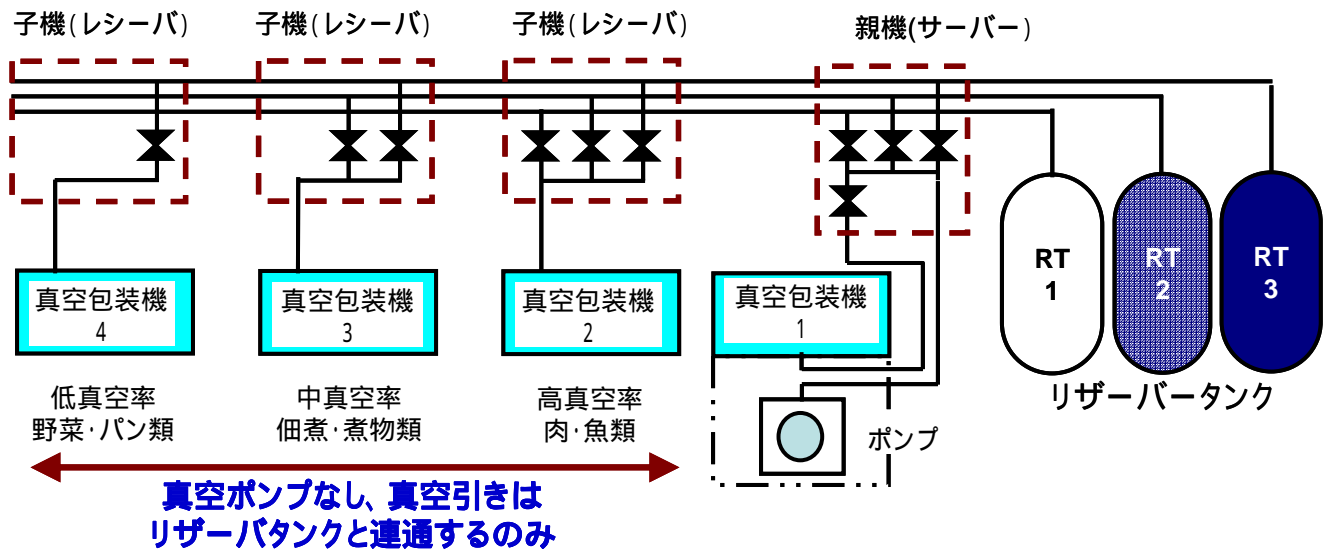 子機(レシーバ)
子機(レシーバ)
子機(レシーバ)
親機(サーバー)
真空包装機
4
真空包装機
3
真空包装機
2
真空包装機
1
RT
1
RT
2
RT
3
リザーバータンク
低真空率
野菜・パン類
中真空率
佃煮・煮物類
高真空率
肉・魚類
ポンプ
真空ポンプなし、真空引きは
リザーバタンクと連通するのみ